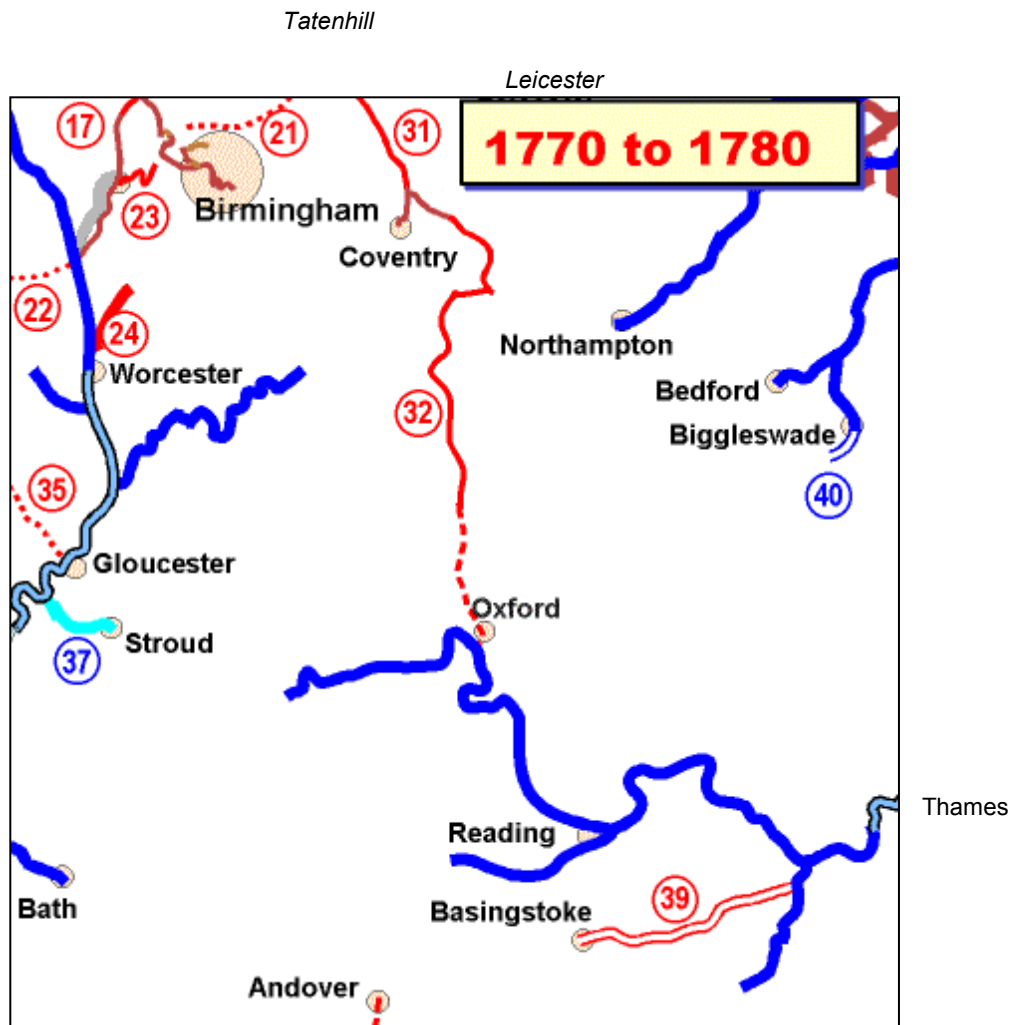 Tatenhill
Leicester
17
21
31
1770 to 1780
23
Birmingham
Coventry
22
24
Northampton
Worcester
Bedford
32
Biggleswade
35
40
Gloucester
Oxford
Stroud
37
Thames
Reading
39
Bath
Basingstoke
Andover